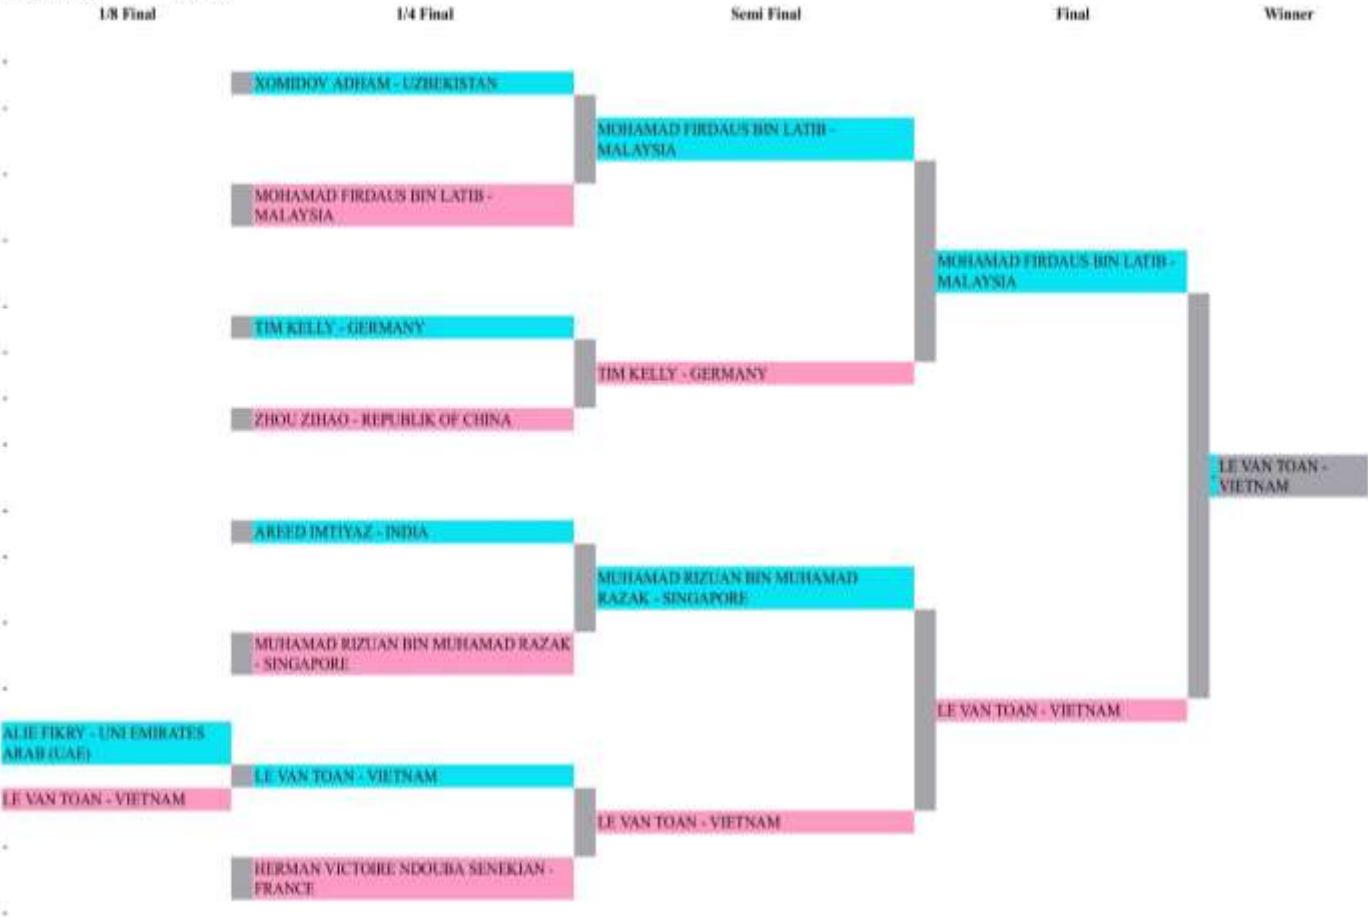 1/8 Final
1/4 Final
Semi Final
Final
Winner
XOMIDOV ADHAM - UZBEKISTAN
MOHAMAD FIRDAUS BIN LATIB -
MALAYSIA
MOHAMAD FIRDAUS BIN LATIB -
MALAYSIA
MOHAMAD FIRDAUS BIN LATIB -
MALAYSIA
TIM KELLY - GERMANY
TIM KELLY - GERMANY
ZHOU ZIHAO - REPUBLIK OF CHINA
LE VAN TOAN -
VIETNAM
AREED IMTIYAZ - INDIA
MUHAMAD RIZUAN BIN MUHAMAD
RAZAK - SINGAPORE
MUHAMAD RIZUAN BIN MUHAMAD RAZAK
- SINGAPORE
LE VAN TOAN - VIETNAM
ALIE FIKRY - UNI EMIRATES
ARAB (UAE)
LE VAN TOAN - VIETNAM
LE VAN TOAN - VIETNAM
LE VAN TOAN - VIETNAM
HERMAN VICTOIRE NDOUBA SENEKIAN -
FRANCE